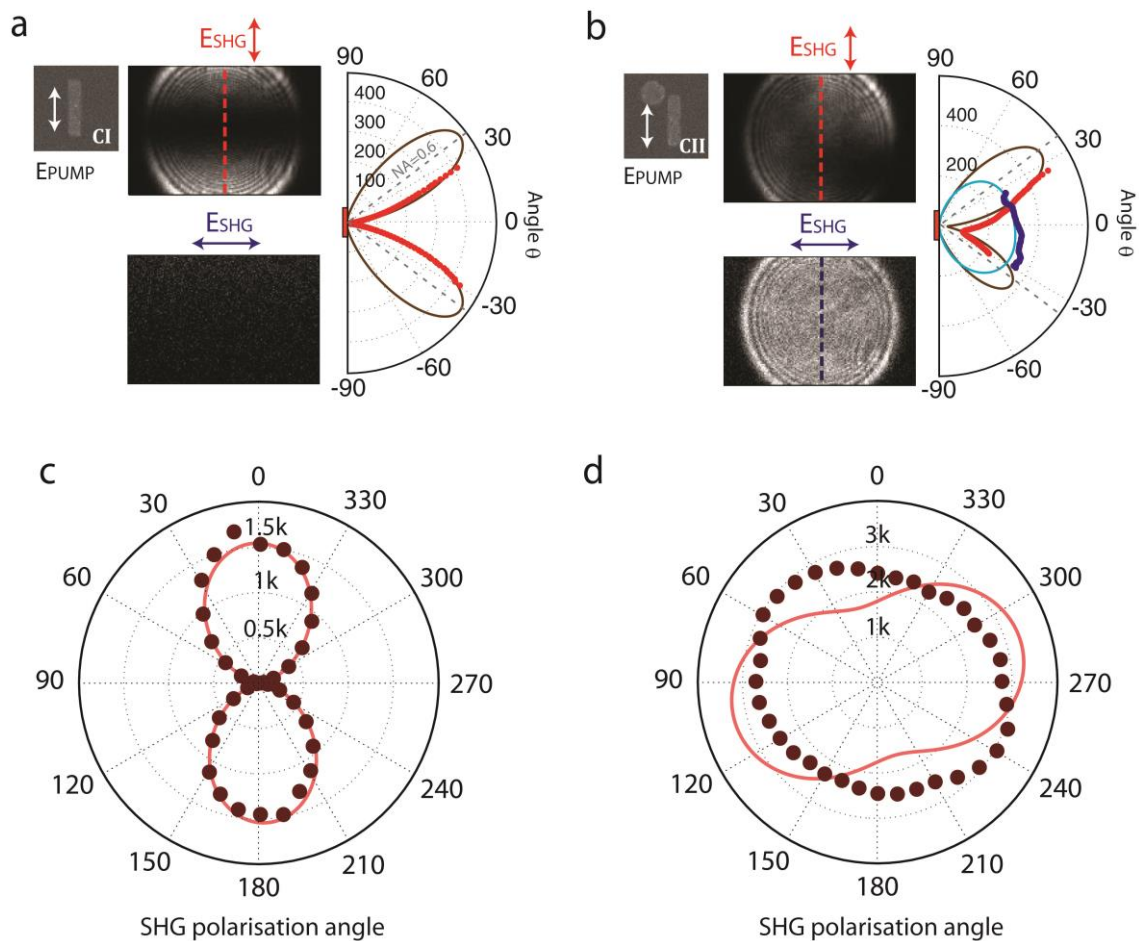 a
ESHG
CI
EPUMP
ESHG
90
60
30
0
-30
-60
-90
400
300
200
100
NA=0.6
Angle θ
b
ESHG
CII
EPUMP
ESHG
90
60
30
0
-30
-60
-90
400
200
Angle θ
c
0
30
330
60
300
90
270
120
240
150
210
180
1.5k
1k
0.5k
SHG polarisation angle
d
0
30
330
60
300
90
270
120
240
150
210
180
3k
2k
1k
SHG polarisation angle